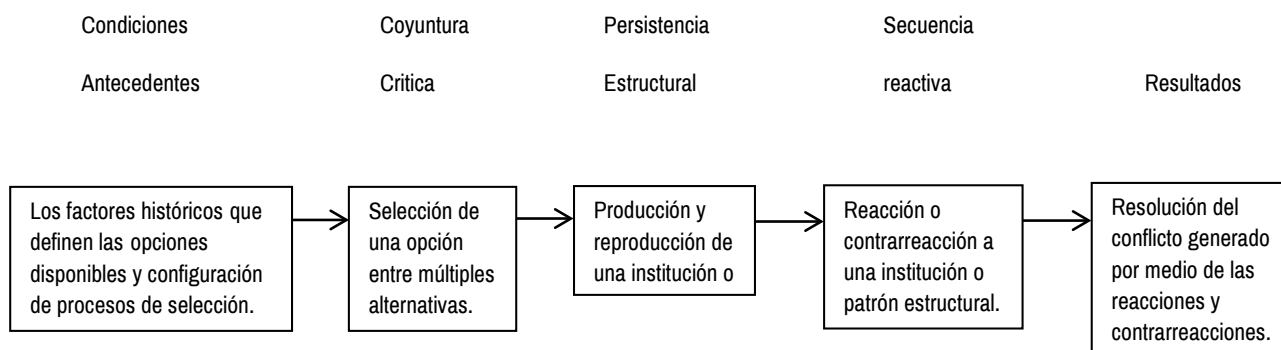 Condiciones
Antecedentes
Coyuntura
Critica
Persistencia
Estructural
Secuencia
reactiva
Resultados
Los factores históricos que
definen las opciones
disponibles y configuración
de procesos de selección.
Selección de
una opción
entre múltiples
alternativas.
Producción y
reproducción de
una institución o
Reacción o
contrarreacción a
una institución o
patrón estructural.
Resolución del
conflicto generado
por medio de las
reacciones y
contrarreacciones.